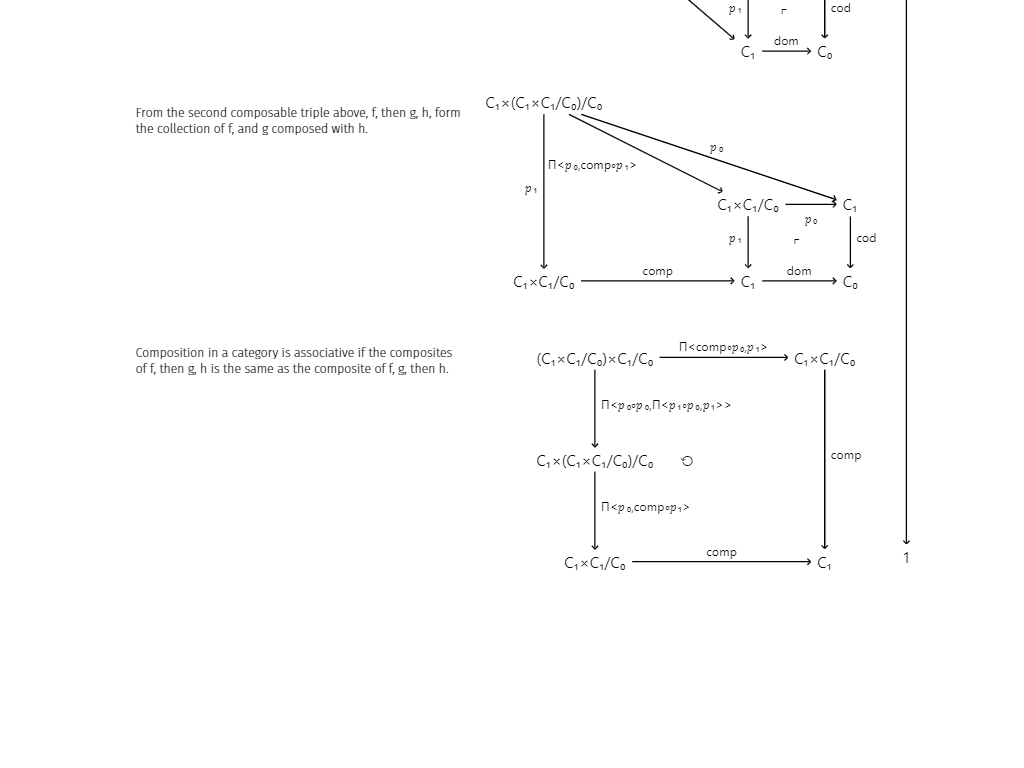 p₁
⌜
cod
dom
C₁
C₀
C₁×(C₁×C₁/C₀)/C₀
From the second composable triple above, f, then g, h, form
the collection of f, and g composed with h.
p₀
Π<p₀,comp∘p₁>
p₁
C₁×C₁/C₀
C₁
p₀
p₁
⌜
cod
comp
dom
C₁×C₁/C₀
C₁
C₀
Π<comp∘p₀,p₁>
Composition in a category is associative if the composites
of f, then g, h is the same as the composite of f, g, then h.
(C₁×C₁/C₀)×C₁/C₀
C₁×C₁/C₀
Π<p₀∘p₀,Π<p₁∘p₀,p₁>>
comp
C₁×(C₁×C₁/C₀)/C₀
Π<p₀,comp∘p₁>
comp
C₁×C₁/C₀
C₁
1